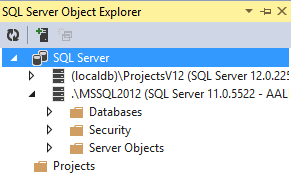 SQL Server Object Explorer
SQL Server
(localdb)\ProjectsV12 (SQL Server 12.0.225
.\MSSQL2012 (SQL Server 11.0.5522 - AAL
Databases
Security
Server Objects
Projects